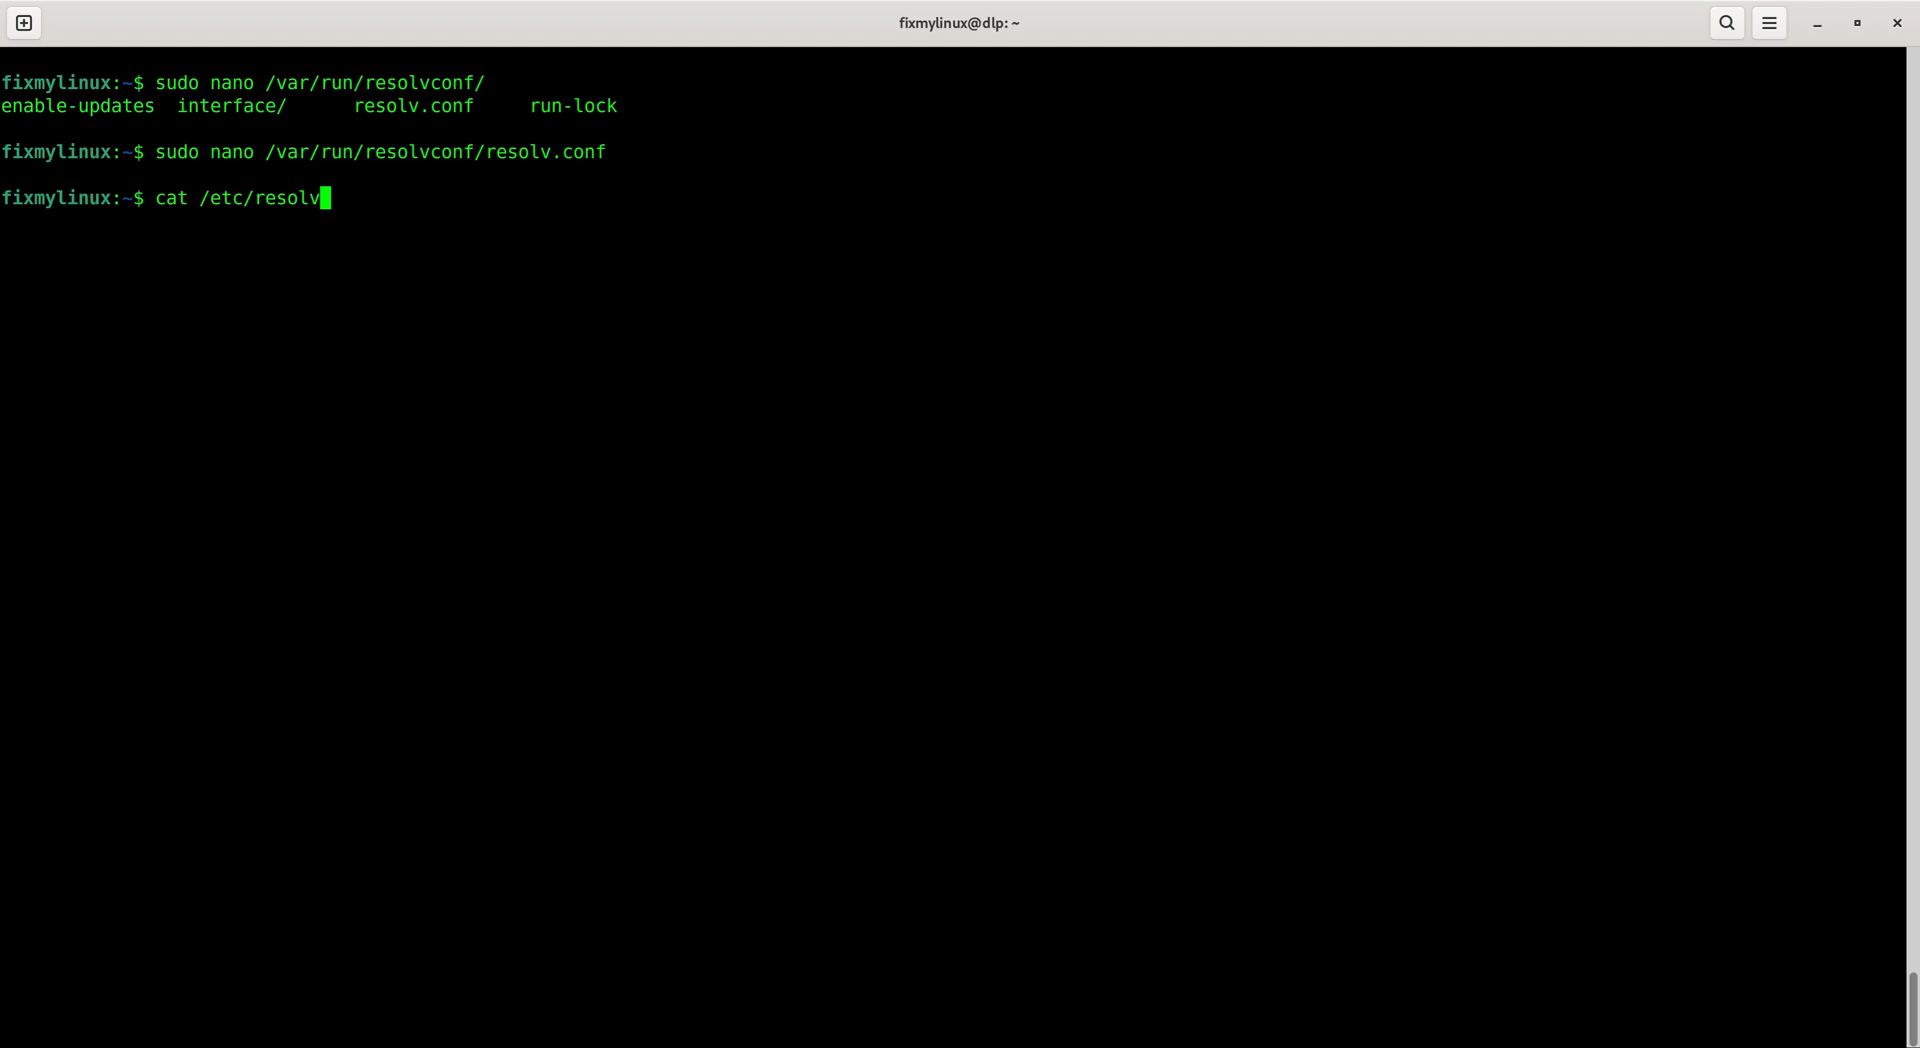 fixmylinux@dlp: ~
fixmylinux:~$ sudo nano /var/run/resolvconf/
enable-updates  interface/      resolv.conf     run-lock
fixmylinux:~$ sudo nano /var/run/resolvconf/resolv.conf
fixmylinux:~$ cat /etc/resolv